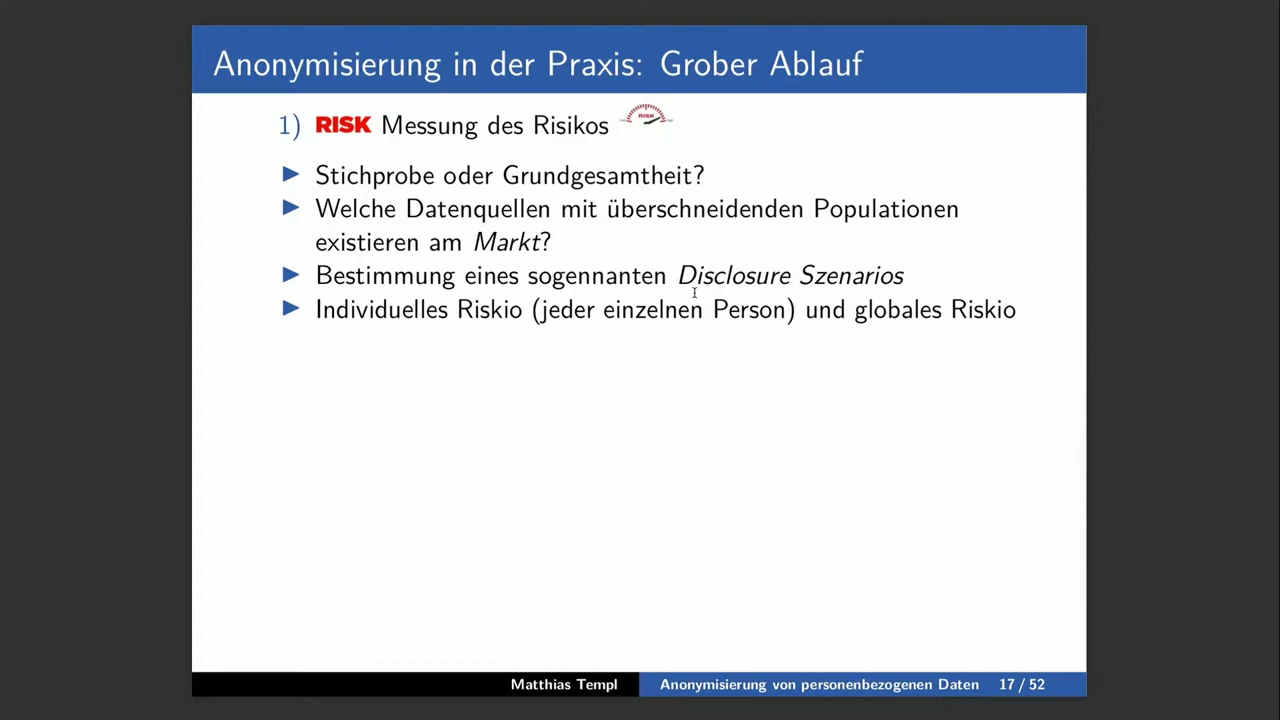 Anonymisierung in der Praxis: Grober Ablauf
1) RISK Messung des Risikos RISK
Stichprobe oder Grundgesamtheit?
Welche Datenquellen mit überschneidenden Populationen
existieren am Markt?
Bestimmung eines sogennanten Disclosure Szenarios
Individuelles Riskio (jeder einzelnen Person) und globales Riskio
Matthias Templ Anonymisierung von personenbezogenen Daten 17 / 52